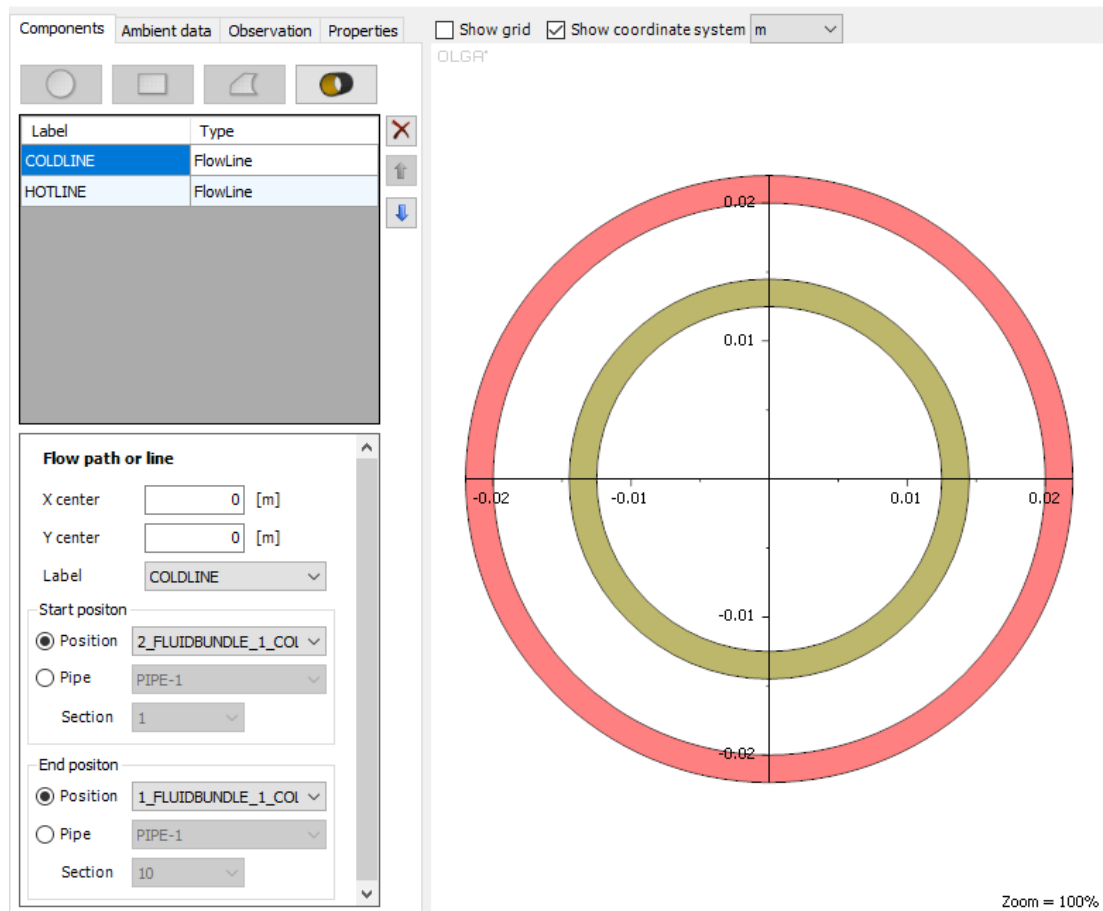 Components Ambient data Observation Properties
Show grid Show coordinate system m
OLGA
Label Type
COLDLINE FlowLine
HOTLINE FlowLine
Flow path or line
X center 0 [m]
Y center 0 [m]
Label COLDLINE
Start positon
Position 2_FLUIDBUNDLE_1_COL
Pipe PIPE-1
Section 1
End positon
Position 1_FLUIDBUNDLE_1_COL
Pipe PIPE-1
Section 10
0.02
0.01
-0.02 -0.01 0.01 0.02
-0.01
-0.02
Zoom = 100%